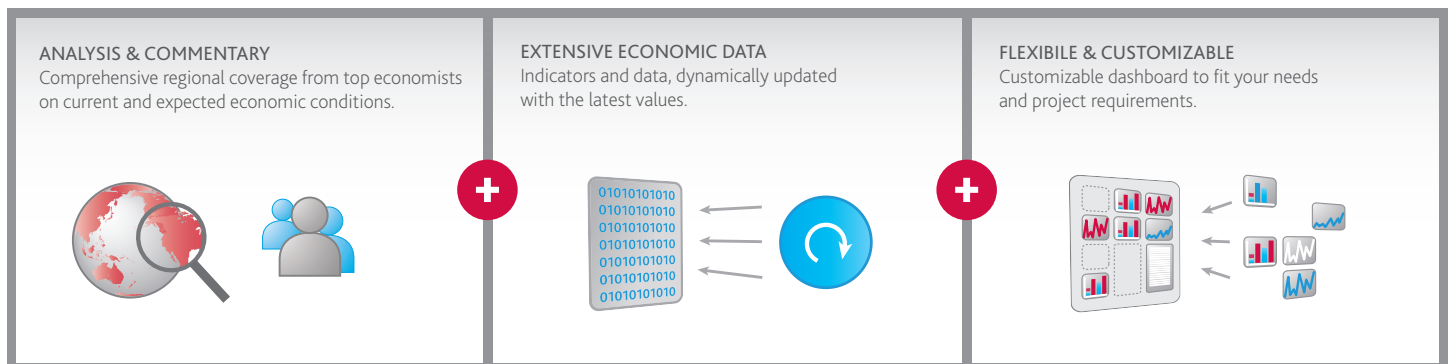 ANALYSIS & COMMENTARY
Comprehensive regional coverage from top economists
on current and expected economic conditions.
EXTENSIVE ECONOMIC DATA
Indicators and data, dynamically updated
with the latest values.
FLEXIBILE & CUSTOMIZABLE
Customizable dashboard to fit your needs
and project requirements.
01010101010
01010101010
01010101010
01010101010
01010101010
01010101010
01010101010